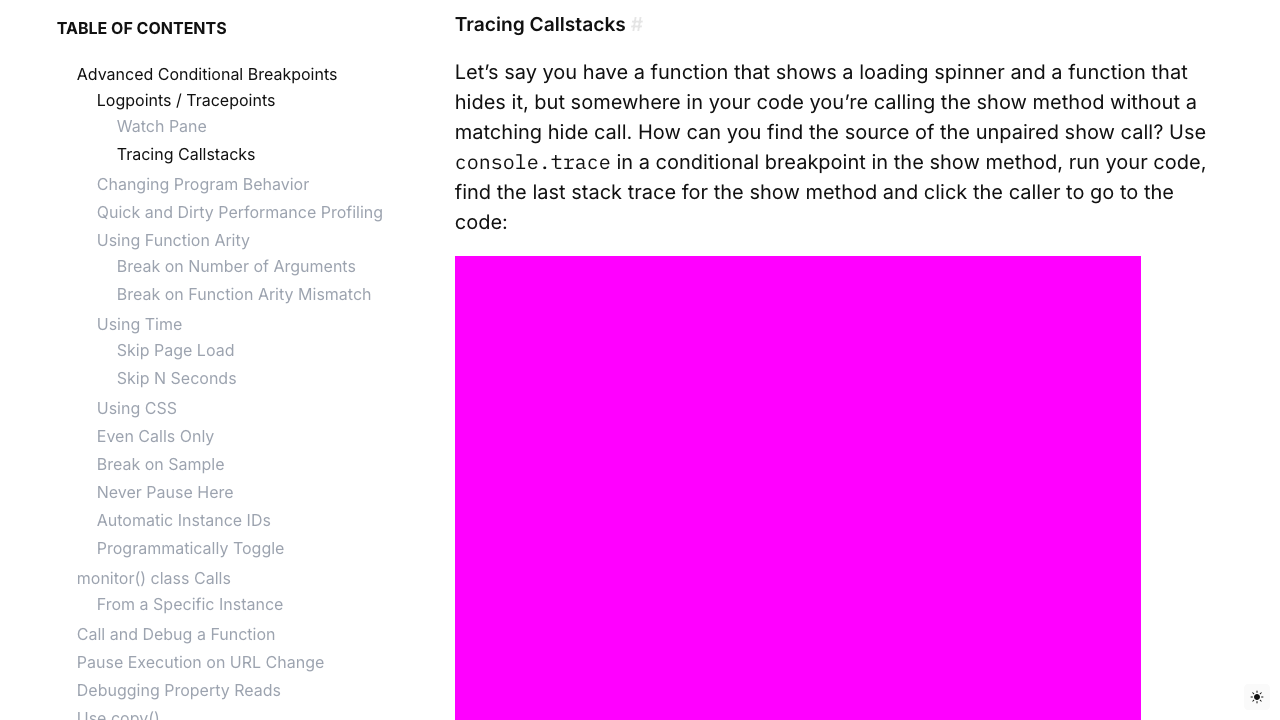 TABLE OF CONTENTS
Advanced Conditional Breakpoints
Logpoints / Tracepoints
Watch Pane
Tracing Callstacks
Changing Program Behavior
Quick and Dirty Performance Profiling
Using Function Arity
Break on Number of Arguments
Break on Function Arity Mismatch
Using Time
Skip Page Load
Skip N Seconds
Using CSS
Even Calls Only
Break on Sample
Never Pause Here
Automatic Instance IDs
Programmatically Toggle
monitor() class Calls
From a Specific Instance
Call and Debug a Function
Pause Execution on URL Change
Debugging Property Reads
Use copy()
Tracing Callstacks #
Let’s say you have a function that shows a loading spinner and a function that
hides it, but somewhere in your code you’re calling the show method without a
matching hide call. How can you find the source of the unpaired show call? Use
console.trace in a conditional breakpoint in the show method, run your code,
find the last stack trace for the show method and click the caller to go to the
code: